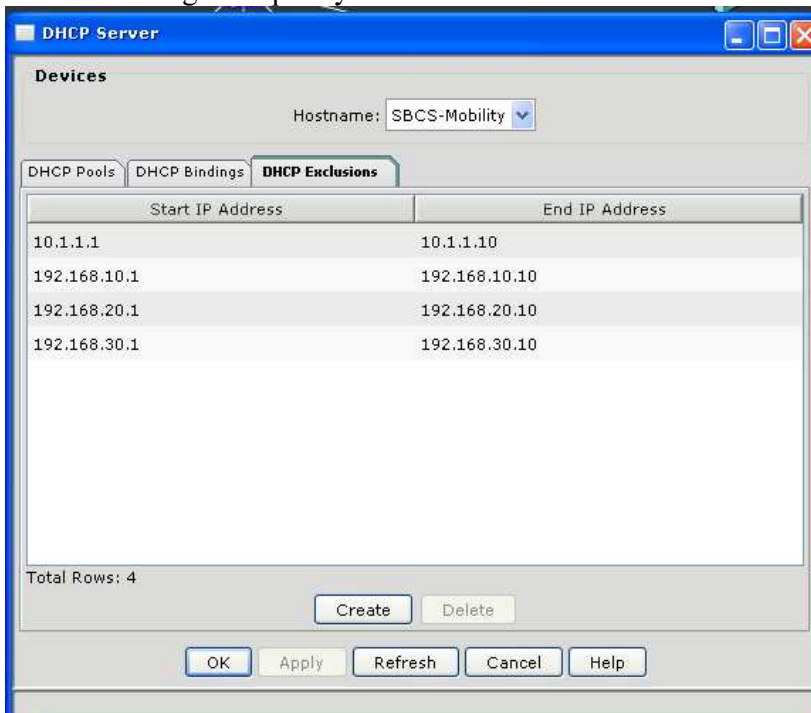 DHCP Server
Devices
Hostname: SBCS-Mobility
DHCP Pools DHCP Bindings DHCP Exclusions
Start IP Address End IP Address
10.1.1.1 10.1.1.10
192.168.10.1 192.168.10.10
192.168.20.1 192.168.20.10
192.168.30.1 192.168.30.10
Total Rows: 4
Create Delete
OK Apply Refresh Cancel Help